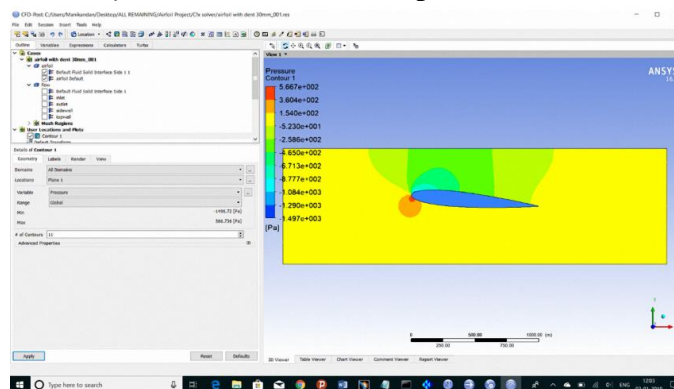 CFD-Post: C:/Users/Manikandan/Desktop/ALL REMAINING/Airfoil Project/Cfx solver/airfoil with dent 30mm_001.res
File Edit Session Insert Tools Help
Location
Outline Variables Expressions Calculators Turbo
Cases
airfoil with dent 30mm_001
airfoil
Default Fluid Solid Interface Side 1 1
airfoil Default
flow
Default Fluid Solid Interface Side 1
inlet
outlet
sidewall
topwall
Mesh Regions
User Locations and Plots
Contour 1
Default Transform
Details of Contour 1
Geometry Labels Render View
Domains All Domains
Locations Plane 1
Variable Pressure
Range Global
Min -1496.72 [Pa]
Max 566.734 [Pa]
# of Contours 11
Advanced Properties
Apply Reset Defaults
View 1
Pressure
Contour 1
5.667e+002
3.604e+002
1.540e+002
-5.230e+001
-2.586e+002
-4.650e+002
-6.713e+002
-8.777e+002
-1.084e+003
-1.290e+003
-1.497e+003
[Pa]
ANSYS
0 500.00 1000.00 (m)
250.00 750.00
3D Viewer Table Viewer Chart Viewer Comment Viewer Report Viewer
Type here to search
ENG 12:03